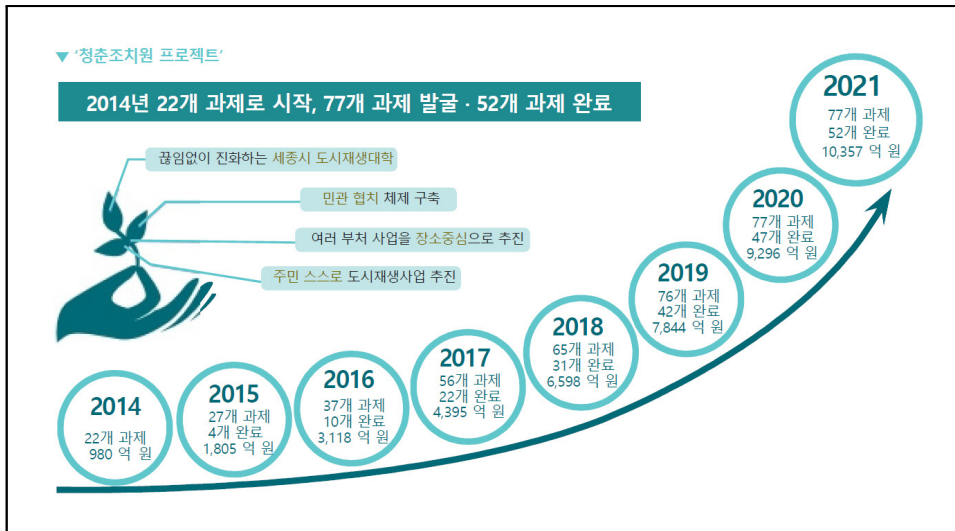 ▼ ‘청춘조치원 프로젝트’
2014년 22개 과제로 시작, 77개 과제 발굴 · 52개 과제 완료
끊임없이 진화하는 세종시 도시재생대학
민관 협치 체제 구축
여러 부처 사업을 장소중심으로 추진
주민 스스로 도시재생사업 추진
2014
22개 과제
980 억 원
2015
27개 과제
4개 완료
1,805 억 원
2016
37개 과제
10개 완료
3,118 억 원
2017
56개 과제
22개 완료
4,395 억 원
2018
65개 과제
31개 완료
6,598 억 원
2019
76개 과제
42개 완료
7,844 억 원
2020
77개 과제
47개 완료
9,296 억 원
2021
77개 과제
52개 완료
10,357 억 원